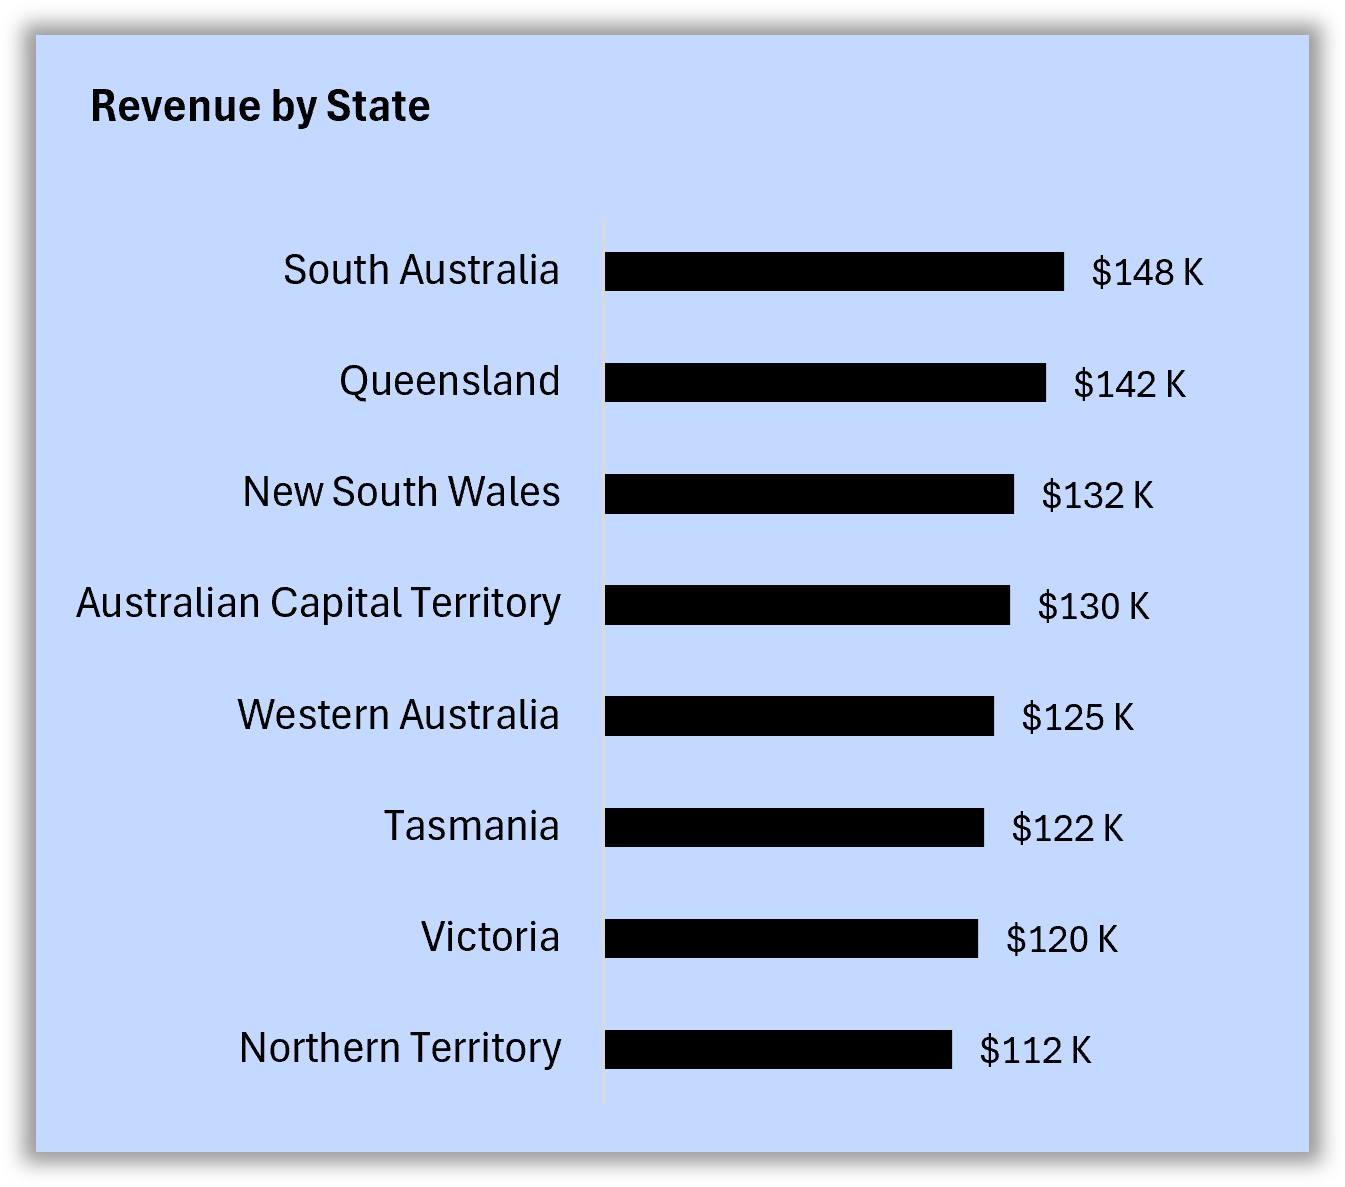 Revenue by State
South Australia $148 K
Queensland $142 K
New South Wales $132 K
Australian Capital Territory $130 K
Western Australia $125 K
Tasmania $122 K
Victoria $120 K
Northern Territory $112 K